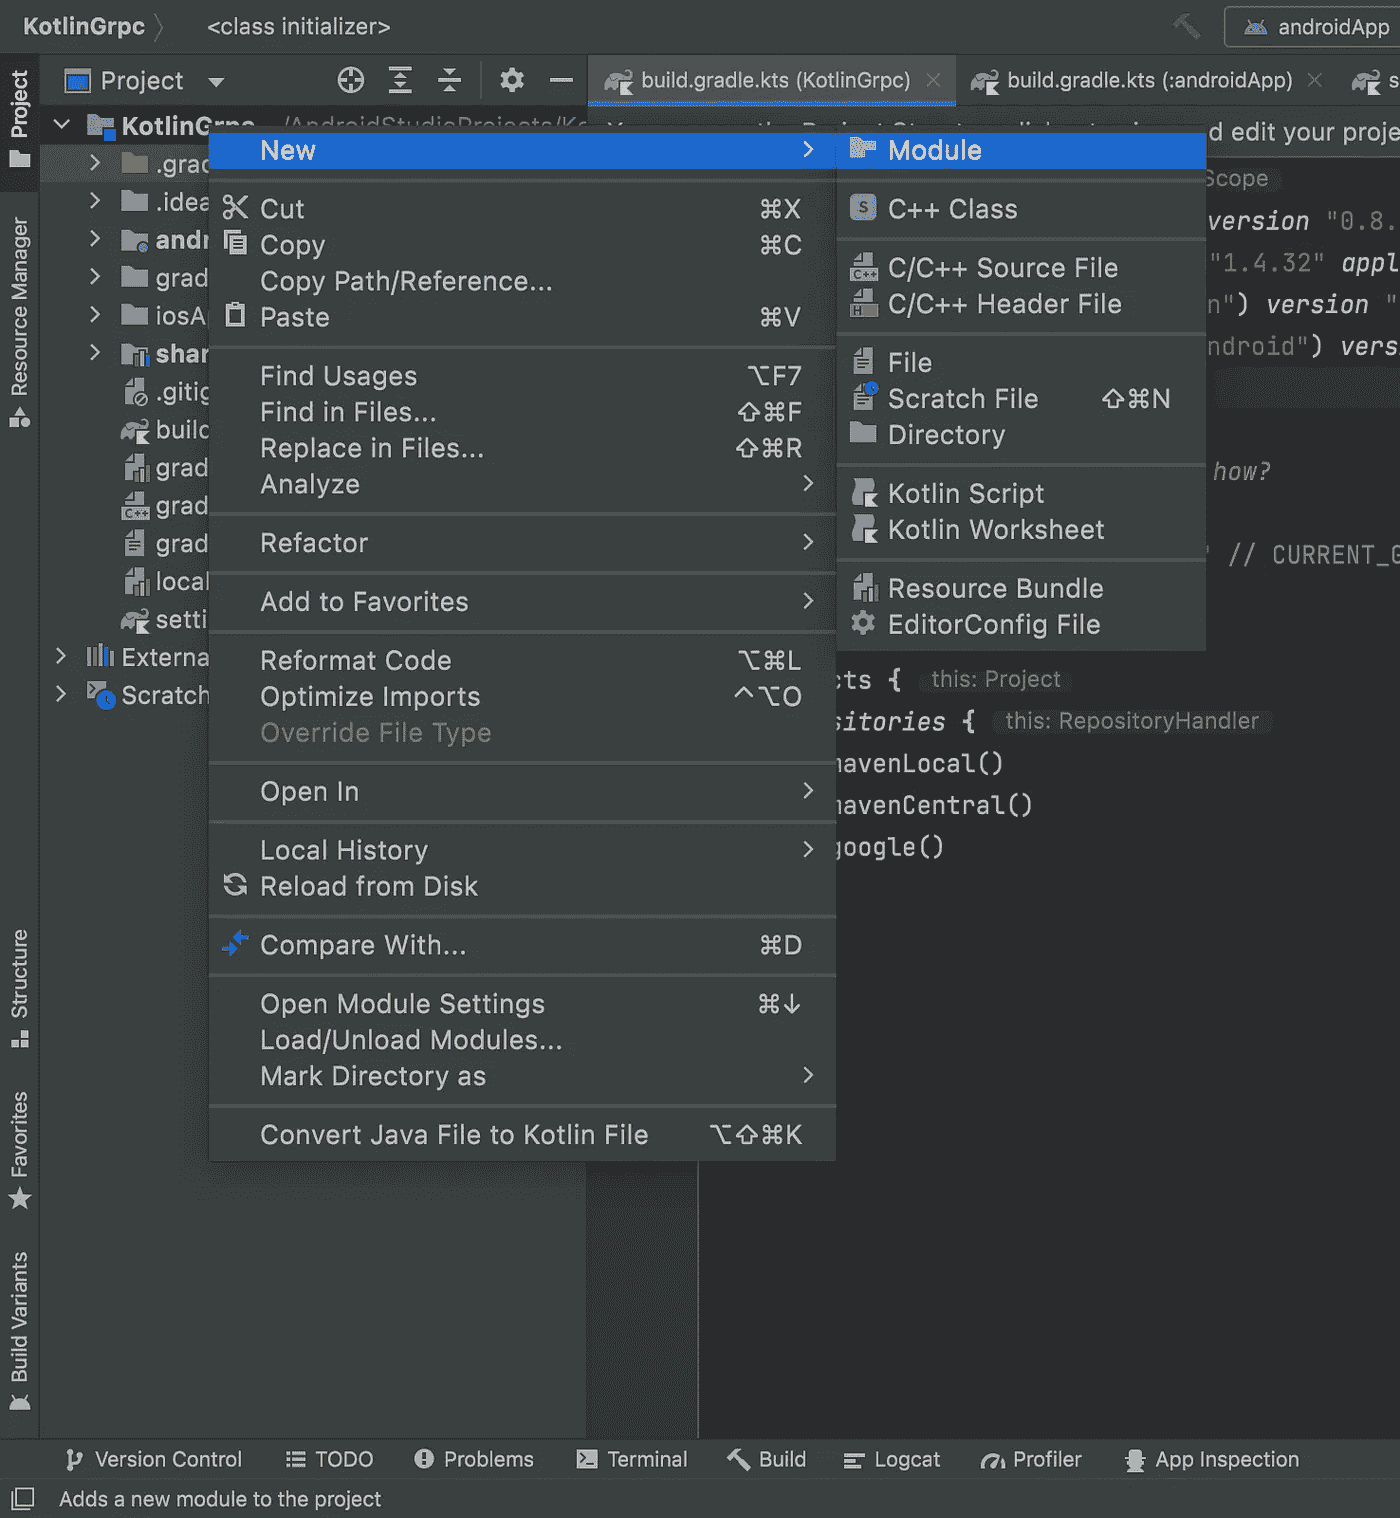 KotlinGrpc
<class initializer>
androidApp
Project
build.gradle.kts (KotlinGrpc)
build.gradle.kts (:androidApp)
s
Project
Resource Manager
Structure
Favorites
Build Variants
KotlinGrpc ~/AndroidStudioProjects/Ko
.grad
.idea
andr
grad
iosA
shar
.gitig
build
grad
grad
grad
local
setti
Externa
Scratch
New
Cut ⌘X
Copy ⌘C
Copy Path/Reference...
Paste ⌘V
Find Usages ⌥F7
Find in Files... ⇧⌘F
Replace in Files... ⇧⌘R
Analyze
Refactor
Add to Favorites
Reformat Code ⌥⌘L
Optimize Imports ^⌥O
Override File Type
Open In
Local History
Reload from Disk
Compare With... ⌘D
Open Module Settings ⌘↓
Load/Unload Modules...
Mark Directory as
Convert Java File to Kotlin File ⌥⇧⌘K
Module
C++ Class
C/C++ Source File
C/C++ Header File
File
Scratch File ⇧⌘N
Directory
Kotlin Script
Kotlin Worksheet
Resource Bundle
EditorConfig File
d edit your proje
Scope
version "0.8.
"1.4.32" appl
n") version "
ndroid") vers
how?
" // CURRENT_G
cts { this: Project
sitories { this: RepositoryHandler
mavenLocal()
mavenCentral()
google()
Version Control
TODO
Problems
Terminal
Build
Logcat
Profiler
App Inspection
Adds a new module to the project